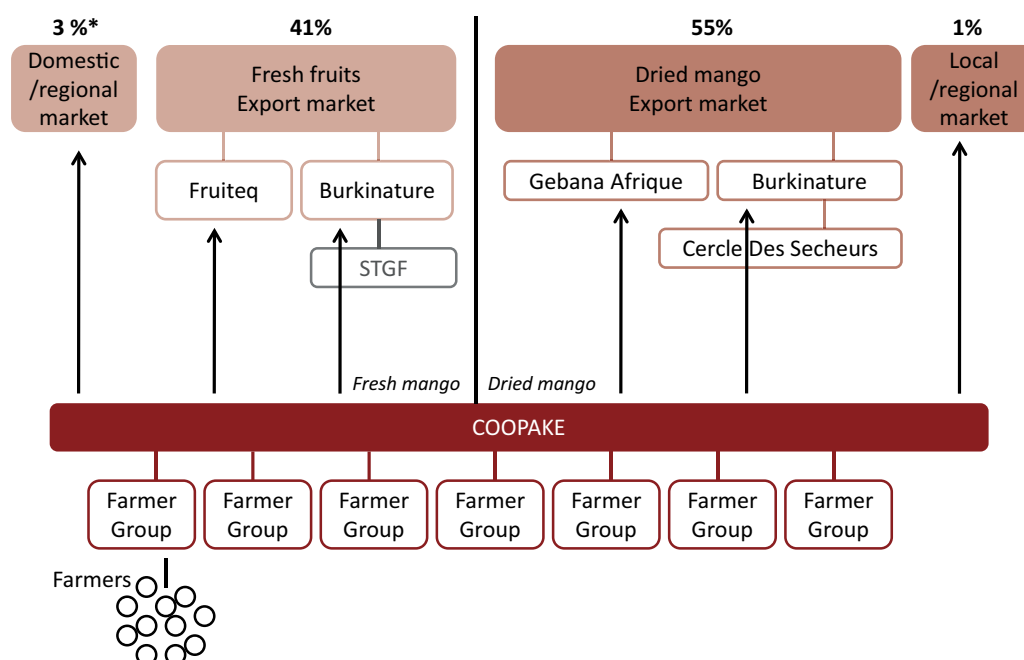 3 %*
41%
55%
1%
Domestic
/regional
market
Fresh fruits
Export market
Dried mango
Export market
Local
/regional
market
Fruiteq
Burkinature
Gebana Afrique
Burkinature
STGF
Cercle Des Secheurs
Fresh mango
Dried mango
COOPAKE
Farmer
Group
Farmer
Group
Farmer
Group
Farmer
Group
Farmer
Group
Farmer
Group
Farmer
Group
Farmers